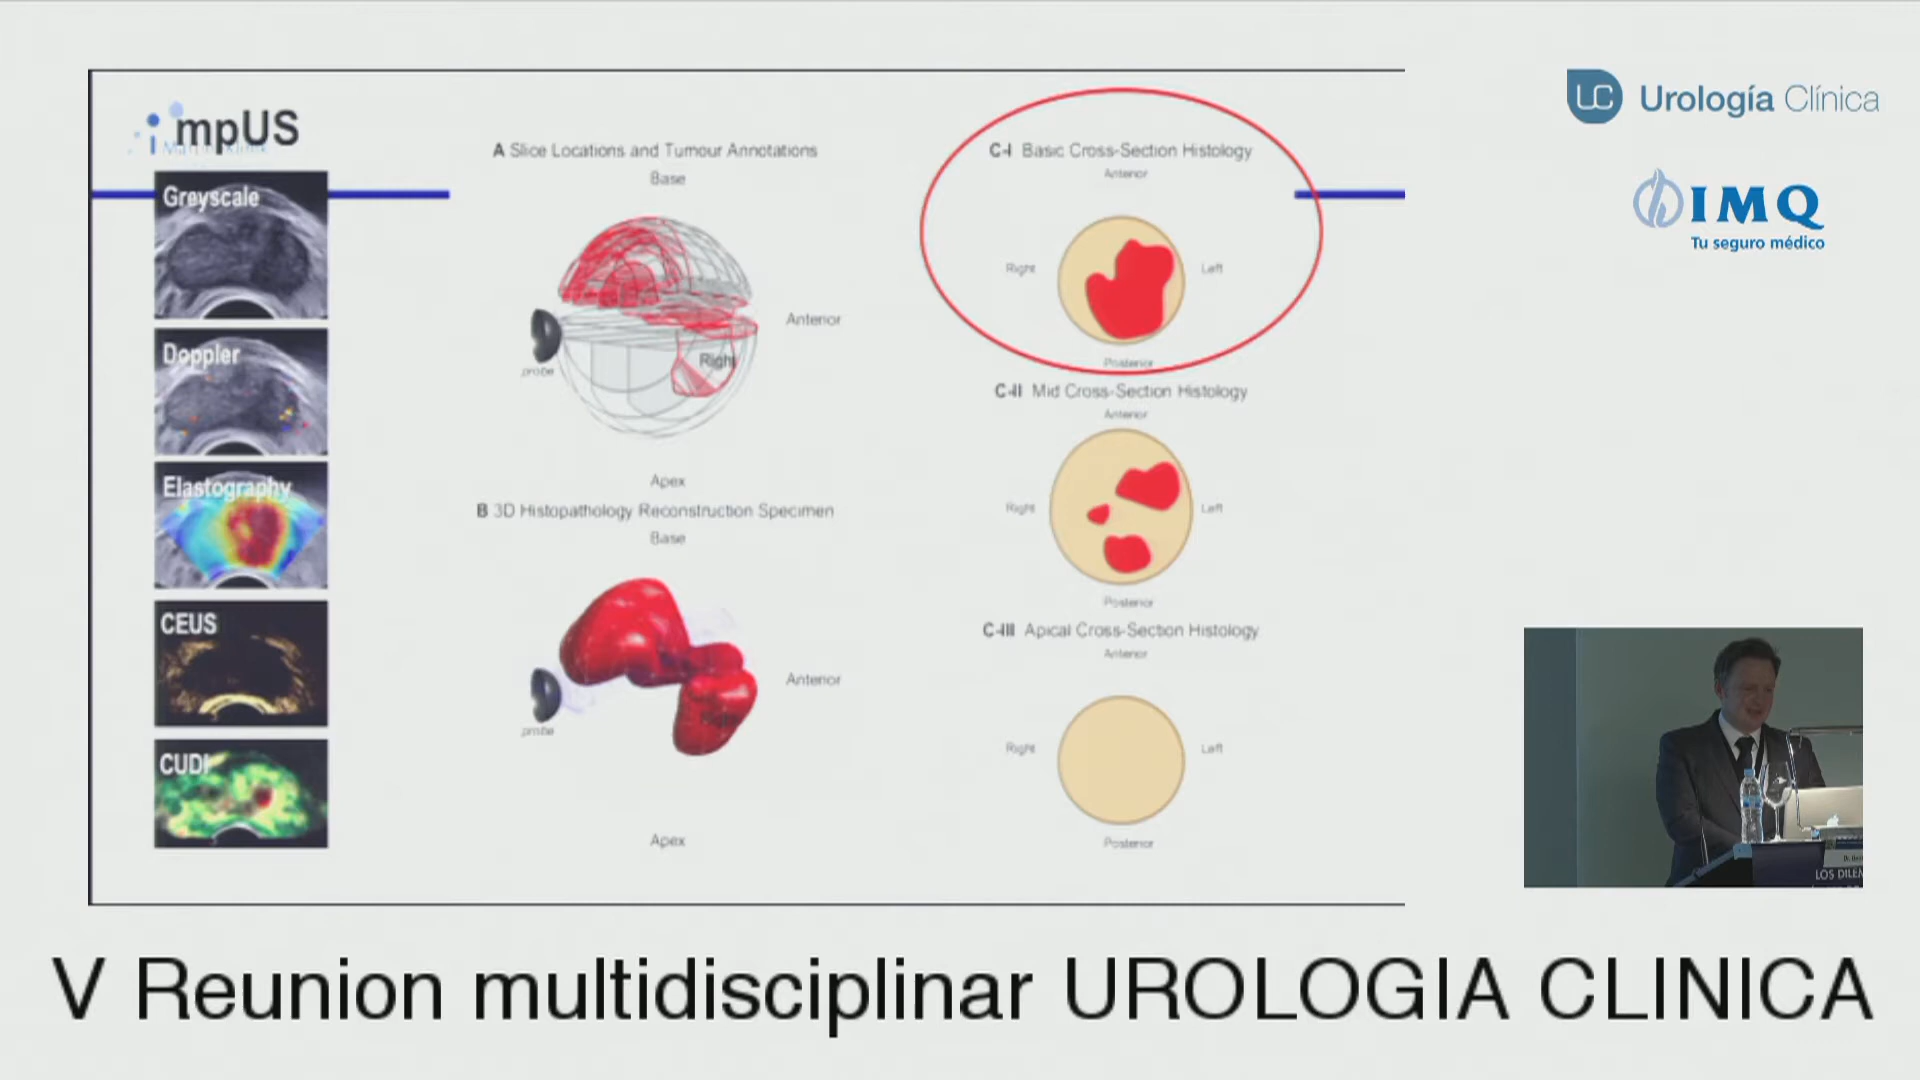 mpUS
Greyscale
Doppler
Elastography
CEUS
CUDI
A Slice Locations and Tumour Annotations
Base
Anterior
Right
probe
Apex
B 3D Histopathology Reconstruction Specimen
Base
Anterior
probe
Apex
C-I Basic Cross-Section Histology
Anterior
Right
Left
Posterior
C-II Mid Cross-Section Histology
Anterior
Right
Left
Posterior
C-III Apical Cross-Section Histology
Anterior
Right
Left
Posterior
UC Urología Clínica
IMQ
Tu seguro médico
LOS DILEM
V Reunion multidisciplinar UROLOGIA CLINICA